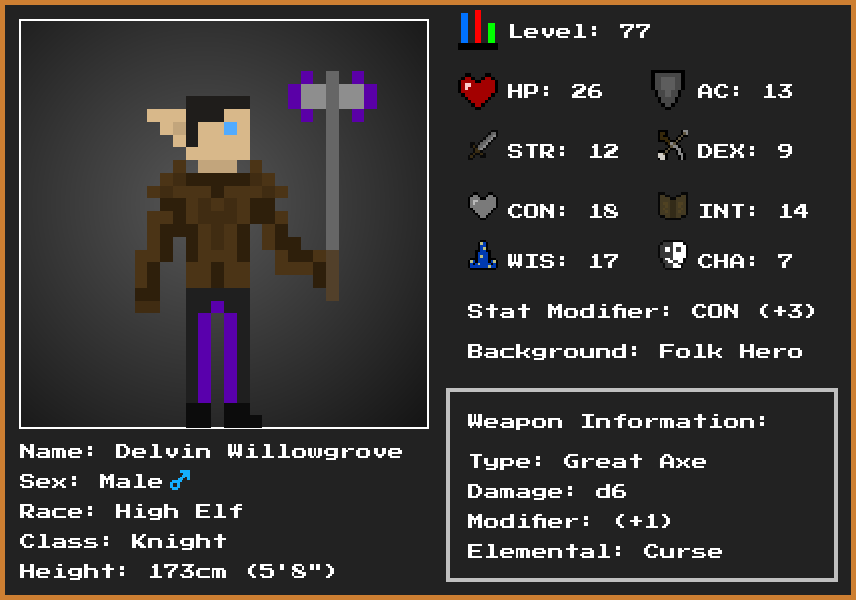 Level: 77
HP: 26
AC: 13
STR: 12
DEX: 9
CON: 18
INT: 14
WIS: 17
CHA: 7
Stat Modifier: CON (+3)
Background: Folk Hero
Weapon Information:
Type: Great Axe
Damage: d6
Modifier: (+1)
Elemental: Curse
Name: Delvin Willowgrove
Sex: Male ♂
Race: High Elf
Class: Knight
Height: 173cm (5'8")